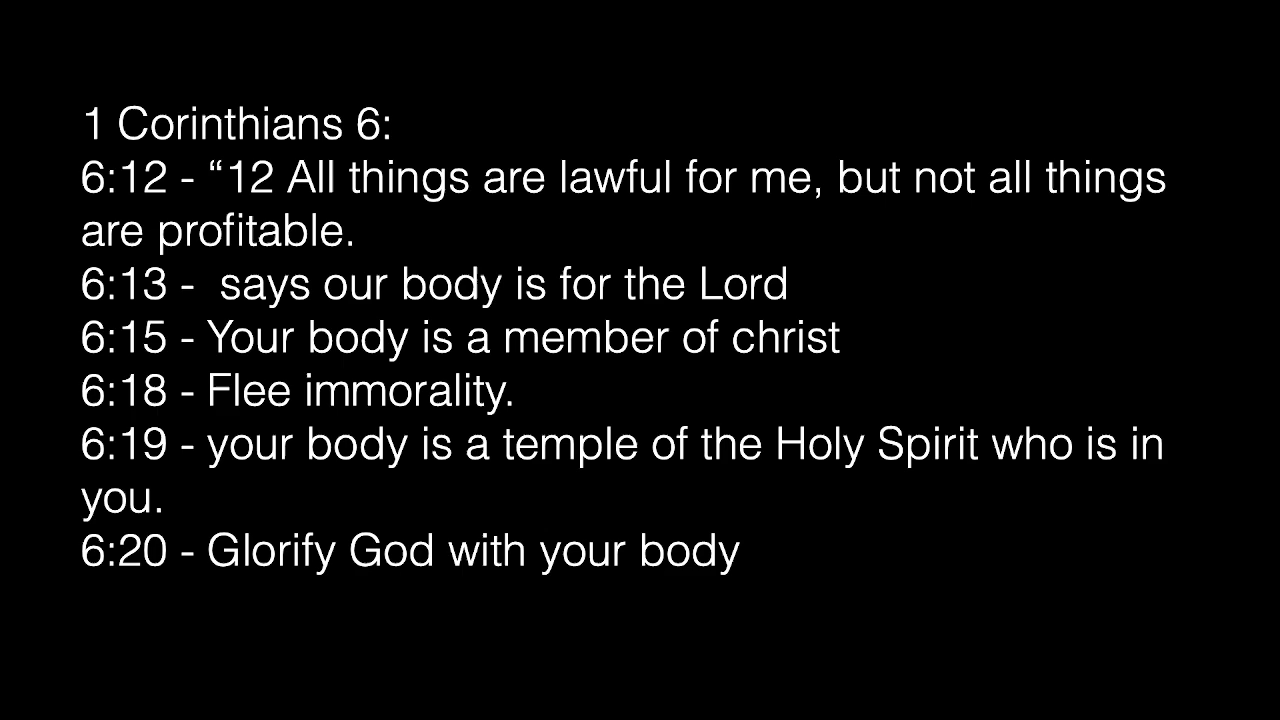 1 Corinthians 6:
6:12 - “12 All things are lawful for me, but not all things
are profitable.
6:13 -  says our body is for the Lord
6:15 - Your body is a member of christ
6:18 - Flee immorality.
6:19 - your body is a temple of the Holy Spirit who is in
you.
6:20 - Glorify God with your body